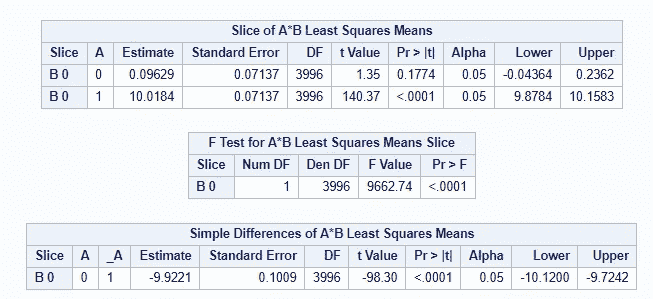 Slice of A*B Least Squares Means
Slice A Estimate Standard Error DF t Value Pr > |t| Alpha Lower Upper
B 0 0 0.09629 0.07137 3996 1.35 0.1774 0.05 -0.04364 0.2362
B 0 1 10.0184 0.07137 3996 140.37 <.0001 0.05 9.8784 10.1583
F Test for A*B Least Squares Means Slice
Slice Num DF Den DF F Value Pr > F
B 0 1 3996 9662.74 <.0001
Simple Differences of A*B Least Squares Means
Slice A _A Estimate Standard Error DF t Value Pr > |t| Alpha Lower Upper
B 0 0 1 -9.9221 0.1009 3996 -98.30 <.0001 0.05 -10.1200 -9.7242